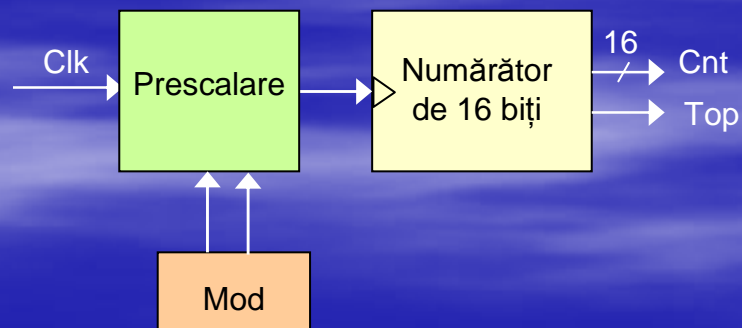 Clk
Prescalare
Numărător
de 16 biți
16
Cnt
Top
Mod